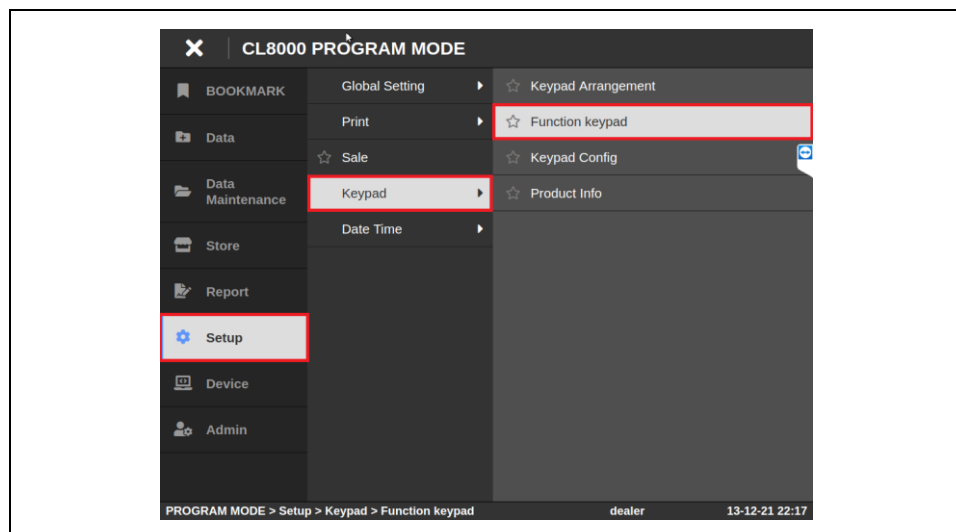 CL8000 PROGRAM MODE
BOOKMARK
Data
Data
Maintenance
Store
Report
Setup
Device
Admin
Global Setting
Print
Sale
Keypad
Date Time
Keypad Arrangement
Function keypad
Keypad Config
Product Info
PROGRAM MODE > Setup > Keypad > Function keypad dealer 13-12-21 22:17